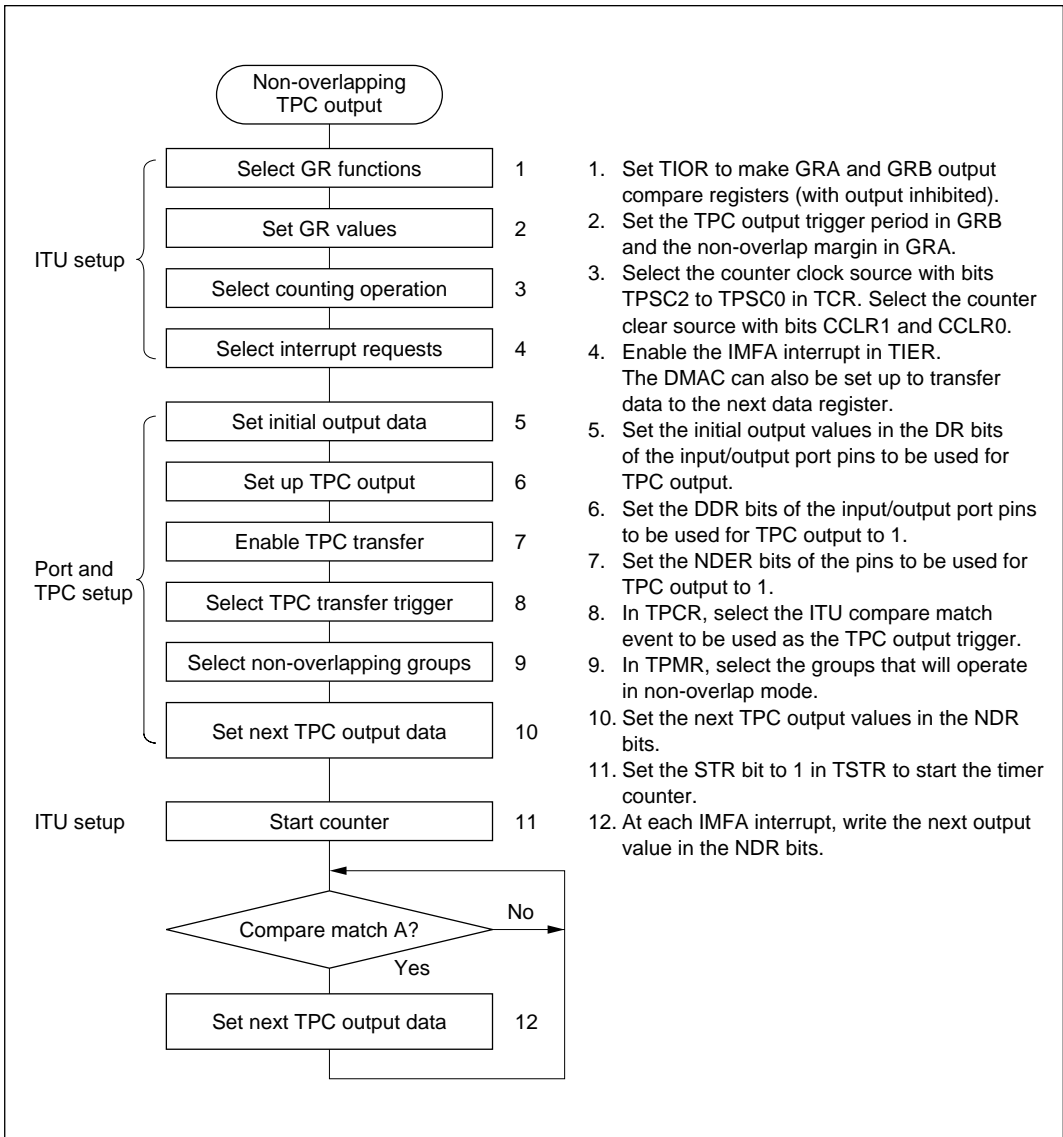 Non-overlapping
TPC output
ITU setup
Select GR functions 1
Set GR values 2
Select counting operation 3
Select interrupt requests 4
Port and
TPC setup
Set initial output data 5
Set up TPC output 6
Enable TPC transfer 7
Select TPC transfer trigger 8
Select non-overlapping groups 9
Set next TPC output data 10
ITU setup
Start counter 11
Compare match A?
No
Yes
Set next TPC output data 12
1. Set TIOR to make GRA and GRB output
compare registers (with output inhibited).
2. Set the TPC output trigger period in GRB
and the non-overlap margin in GRA.
3. Select the counter clock source with bits
TPSC2 to TPSC0 in TCR. Select the counter
clear source with bits CCLR1 and CCLR0.
4. Enable the IMFA interrupt in TIER.
The DMAC can also be set up to transfer
data to the next data register.
5. Set the initial output values in the DR bits
of the input/output port pins to be used for
TPC output.
6. Set the DDR bits of the input/output port pins
to be used for TPC output to 1.
7. Set the NDER bits of the pins to be used for
TPC output to 1.
8. In TPCR, select the ITU compare match
event to be used as the TPC output trigger.
9. In TPMR, select the groups that will operate
in non-overlap mode.
10. Set the next TPC output values in the NDR
bits.
11. Set the STR bit to 1 in TSTR to start the timer
counter.
12. At each IMFA interrupt, write the next output
value in the NDR bits.